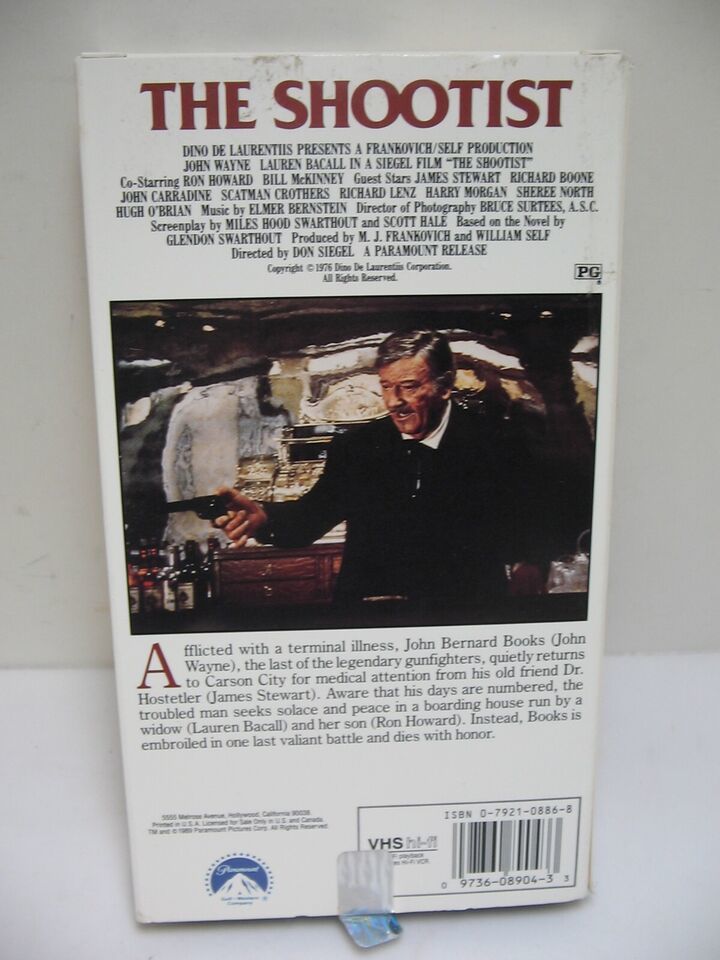 THE SHOOTIST
DINO DE LAURENTIIS PRESENTS A FRANKOVICH/SELF PRODUCTION
JOHN WAYNE LAUREN BACALL IN A SIEGEL FILM "THE SHOOTIST"
Co-Starring RON HOWARD BILL McKINNEY Guest Stars JAMES STEWART RICHARD BOONE
JOHN CARRADINE SCATMAN CROTHERS RICHARD LENZ HARRY MORGAN SHEREE NORTH
HUGH O'BRIAN Music by ELMER BERNSTEIN Director of Photography BRUCE SURTEES, A.S.C.
Screenplay by MILES HOOD SWARTHOUT and SCOTT HALE Based on the Novel by
GLENDON SWARTHOUT Produced by M. J. FRANKOVICH and WILLIAM SELF
Directed by DON SIEGEL A PARAMOUNT RELEASE
Copyright © 1976 Dino De Laurentiis Corporation.
All Rights Reserved.
PG
Afflicted with a terminal illness, John Bernard Books (John
Wayne), the last of the legendary gunfighters, quietly returns
to Carson City for medical attention from his old friend Dr.
Hostetler (James Stewart). Aware that his days are numbered, the
troubled man seeks solace and peace in a boarding house run by a
widow (Lauren Bacall) and her son (Ron Howard). Instead, Books is
embroiled in one last valiant battle and dies with honor.
5555 Melrose Avenue, Hollywood, California 90038
Printed in U.S.A. Licensed for Sale Only in U.S. and Canada.
TM and © 1989 Paramount Pictures Corp. All Rights Reserved.
Paramount
Gulf+Western
Company
VHS hi-fi
playback
Hi-Fi VCR.
ISBN 0-7921-0886-8
0 9736-08904-3 3